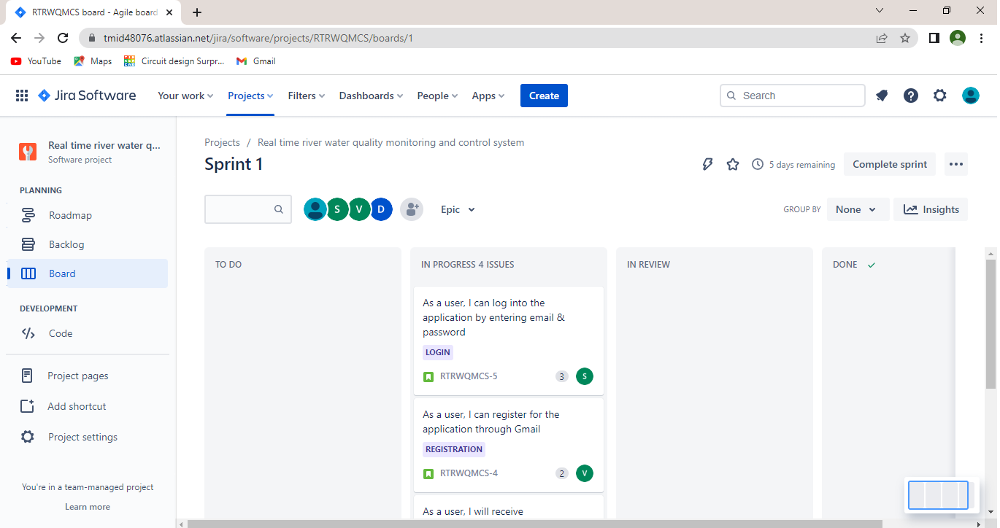 RTRWQMCS board - Agile board
tmid48076.atlassian.net/jira/software/projects/RTRWQMCS/boards/1
YouTube Maps Circuit design Surpr... Gmail
Jira Software Your work Projects Filters Dashboards People Apps Create Search
Real time river water q...
Software project
PLANNING
Roadmap
Backlog
Board
DEVELOPMENT
Code
Project pages
Add shortcut
Project settings
You're in a team-managed project
Learn more
Projects / Real time river water quality monitoring and control system
Sprint 1
5 days remaining Complete sprint
S V D Epic GROUP BY None Insights
TO DO
IN PROGRESS 4 ISSUES
As a user, I can log into the
application by entering email &
password
LOGIN
RTRWQMCS-5 3 S
As a user, I can register for the
application through Gmail
REGISTRATION
RTRWQMCS-4 2 V
As a user, I will receive
IN REVIEW
DONE